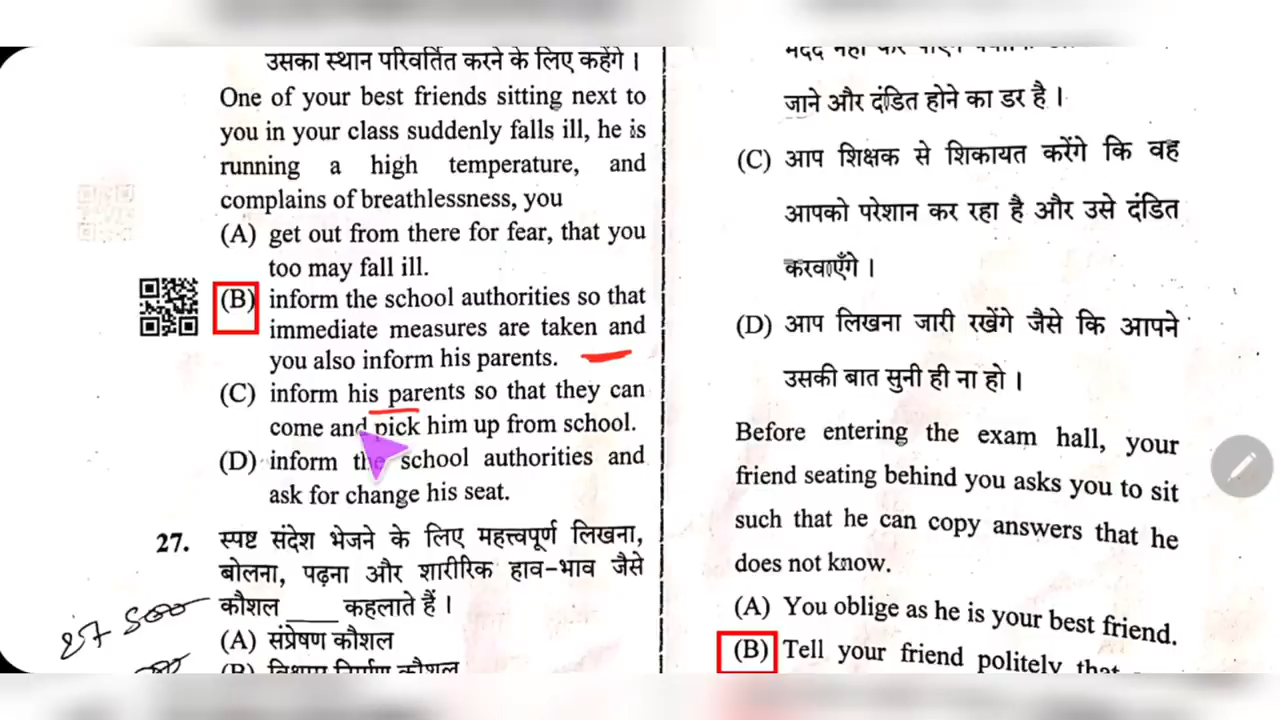 उसका स्थान परिवर्तित करने के लिए कहेंगे ।
One of your best friends sitting next to
you in your class suddenly falls ill, he is
running a high temperature, and
complains of breathlessness, you
(A) get out from there for fear, that you
too may fall ill.
(B) inform the school authorities so that
immediate measures are taken and
you also inform his parents.
(C) inform his parents so that they can
come and pick him up from school.
(D) inform the school authorities and
ask for change his seat.
27. स्पष्ट संदेश भेजने के लिए महत्त्वपूर्ण लिखना,
बोलना, पढ़ना और शारीरिक हाव-भाव जैसे
कौशल ____ कहलाते हैं ।
(A) संप्रेषण कौशल
जाने और दंडित होने का डर है ।
(C) आप शिक्षक से शिकायत करेंगे कि वह
आपको परेशान कर रहा है और उसे दंडित
करवाएँगे ।
(D) आप लिखना जारी रखेंगे जैसे कि आपने
उसकी बात सुनी ही ना हो ।
Before entering the exam hall, your
friend seating behind you asks you to sit
such that he can copy answers that he
does not know.
(A) You oblige as he is your best friend.
(B) Tell your friend politely that